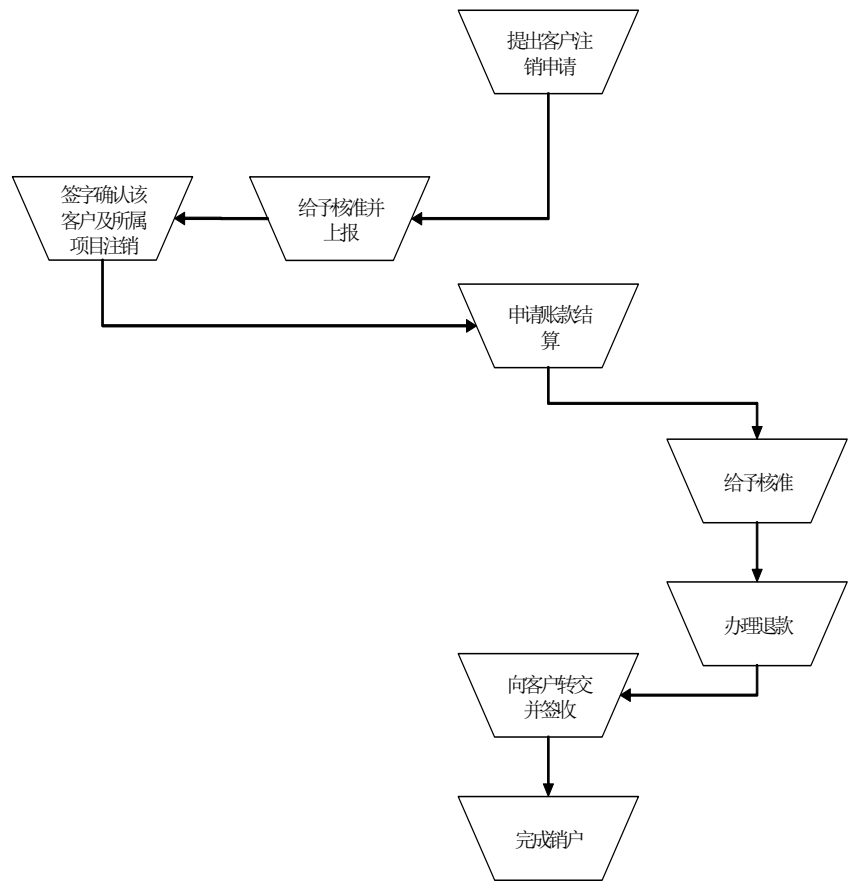 提出客户注
销申请
签字确认该
客户及所属
项目注销
给予核准并
上报
申请账款结
算
给予核准
办理退款
向客户转交
并签收
完成销户